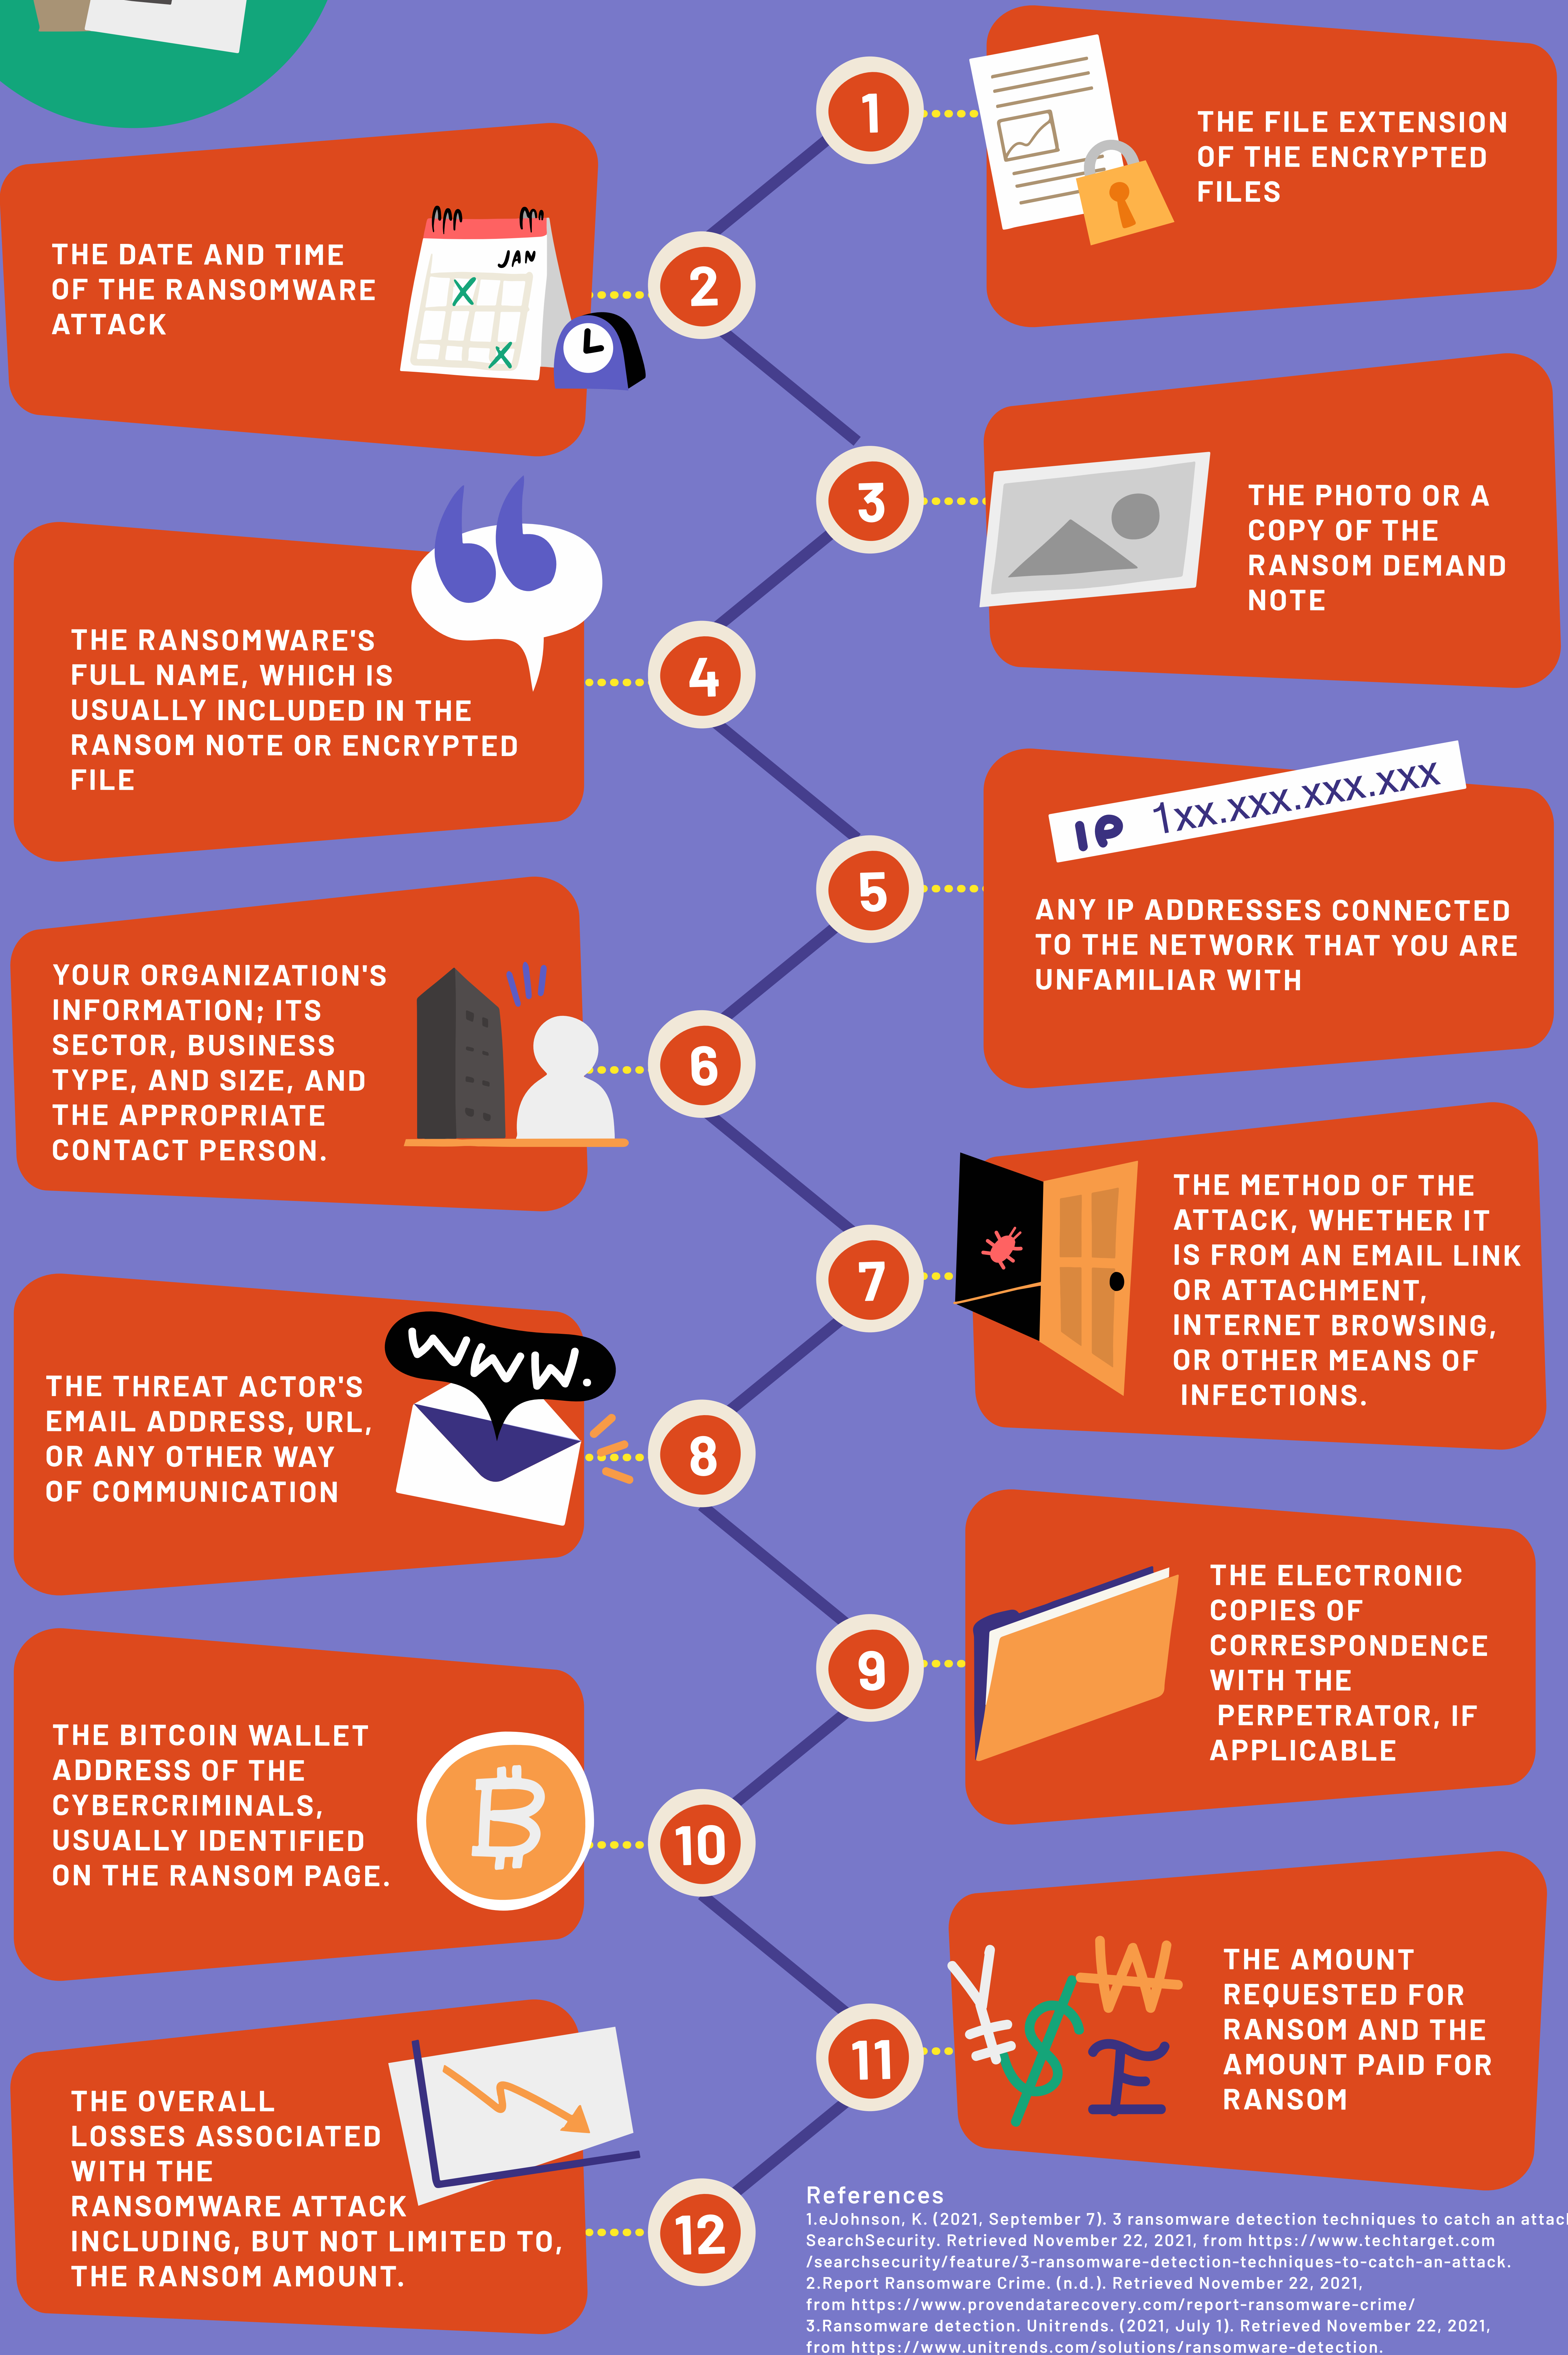 1
THE FILE EXTENSION
OF THE ENCRYPTED
FILES
THE DATE AND TIME
OF THE RANSOMWARE
ATTACK
JAN
2
3
THE PHOTO OR A
COPY OF THE
RANSOM DEMAND
NOTE
THE RANSOMWARE'S
FULL NAME, WHICH IS
USUALLY INCLUDED IN THE
RANSOM NOTE OR ENCRYPTED
FILE
4
5
IP 1xx.xxx.xxx.xxx
ANY IP ADDRESSES CONNECTED
TO THE NETWORK THAT YOU ARE
UNFAMILIAR WITH
YOUR ORGANIZATION'S
INFORMATION; ITS
SECTOR, BUSINESS
TYPE, AND SIZE, AND
THE APPROPRIATE
CONTACT PERSON.
6
7
THE METHOD OF THE
ATTACK, WHETHER IT
IS FROM AN EMAIL LINK
OR ATTACHMENT,
INTERNET BROWSING,
OR OTHER MEANS OF
INFECTIONS.
THE THREAT ACTOR'S
EMAIL ADDRESS, URL,
OR ANY OTHER WAY
OF COMMUNICATION
WWW.
8
9
THE ELECTRONIC
COPIES OF
CORRESPONDENCE
WITH THE
PERPETRATOR, IF
APPLICABLE
THE BITCOIN WALLET
ADDRESS OF THE
CYBERCRIMINALS,
USUALLY IDENTIFIED
ON THE RANSOM PAGE.
10
11
THE AMOUNT
REQUESTED FOR
RANSOM AND THE
AMOUNT PAID FOR
RANSOM
THE OVERALL
LOSSES ASSOCIATED
WITH THE
RANSOMWARE ATTACK
INCLUDING, BUT NOT LIMITED TO,
THE RANSOM AMOUNT.
12
References
1.eJohnson, K. (2021, September 7). 3 ransomware detection techniques to catch an attac
SearchSecurity. Retrieved November 22, 2021, from https://www.techtarget.com
/searchsecurity/feature/3-ransomware-detection-techniques-to-catch-an-attack.
2.Report Ransomware Crime. (n.d.). Retrieved November 22, 2021,
from https://www.provendatarecovery.com/report-ransomware-crime/
3.Ransomware detection. Unitrends. (2021, July 1). Retrieved November 22, 2021,
from https://www.unitrends.com/solutions/ransomware-detection.